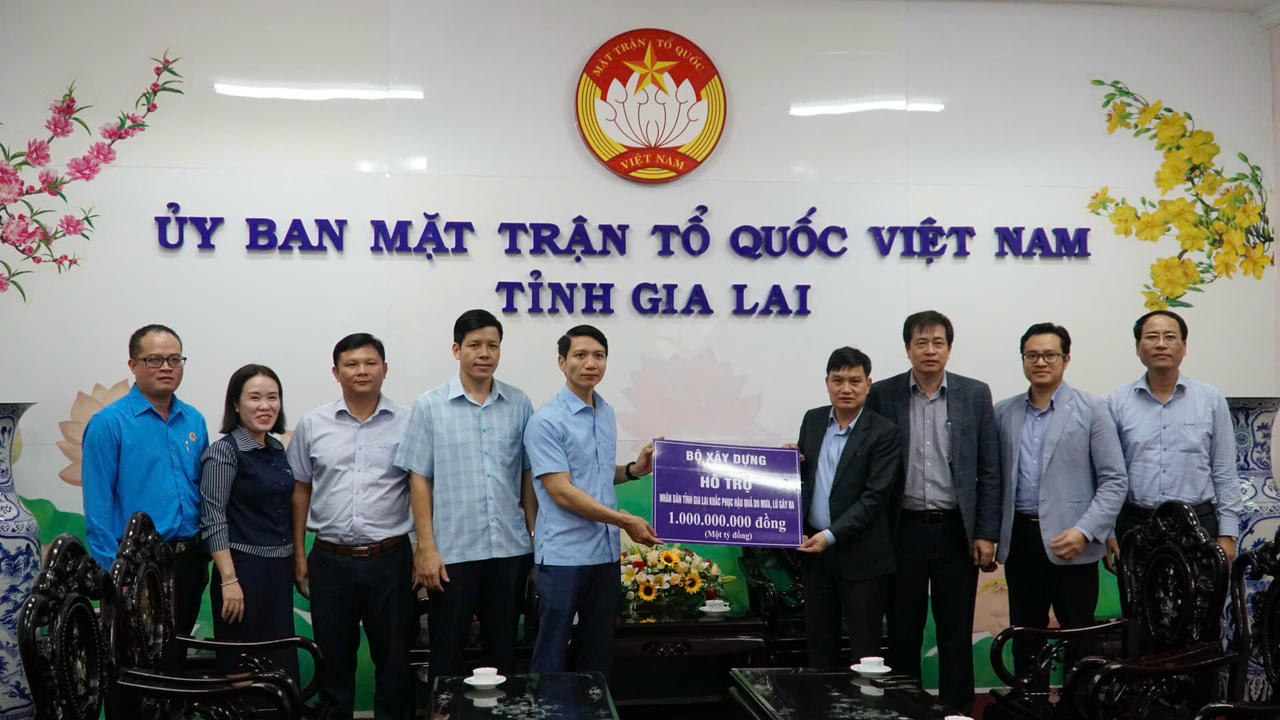 MẶT TRẬN TỔ QUỐC
VIỆT NAM
ỦY BAN MẶT TRẬN TỔ QUỐC VIỆT NAM
TỈNH GIA LAI
BỘ XÂY DỰNG
HỖ TRỢ
NHÂN DÂN TỈNH GIA LAI KHẮC PHỤC HẬU QUẢ DO MƯA, LŨ GÂY RA
1.000.000.000 đồng
(Một tỷ đồng)